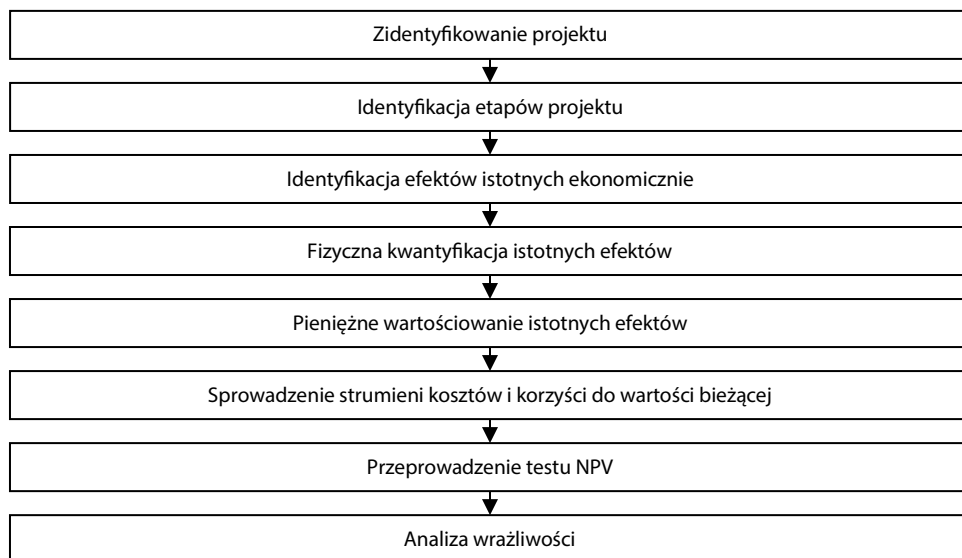 Zidentyfikowanie projektu
Identyfikacja etapów projektu
Identyfikacja efektów istotnych ekonomicznie
Fizyczna kwantyfikacja istotnych efektów
Pieniężne wartościowanie istotnych efektów
Sprowadzenie strumieni kosztów i korzyści do wartości bieżącej
Przeprowadzenie testu NPV
Analiza wrażliwości